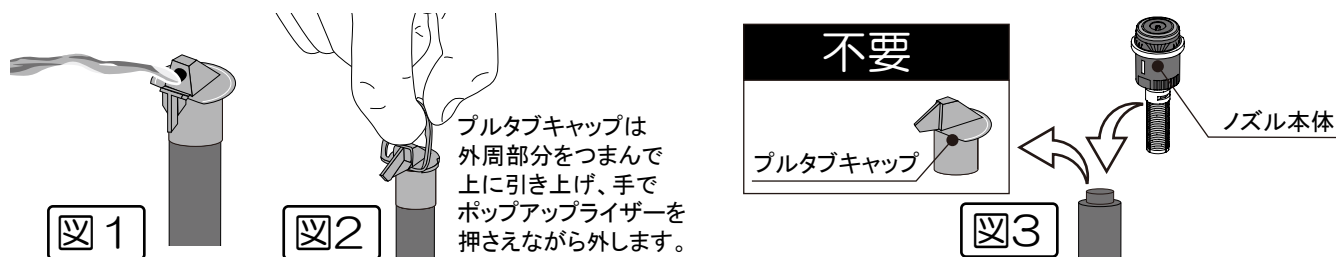 図1
図2
プルタブキャップは
外周部分をつまんで
上に引き上げ、手で
ポップアップライザーを
押さえながら外します。
不要
プルタブキャップ
ノズル本体
図3